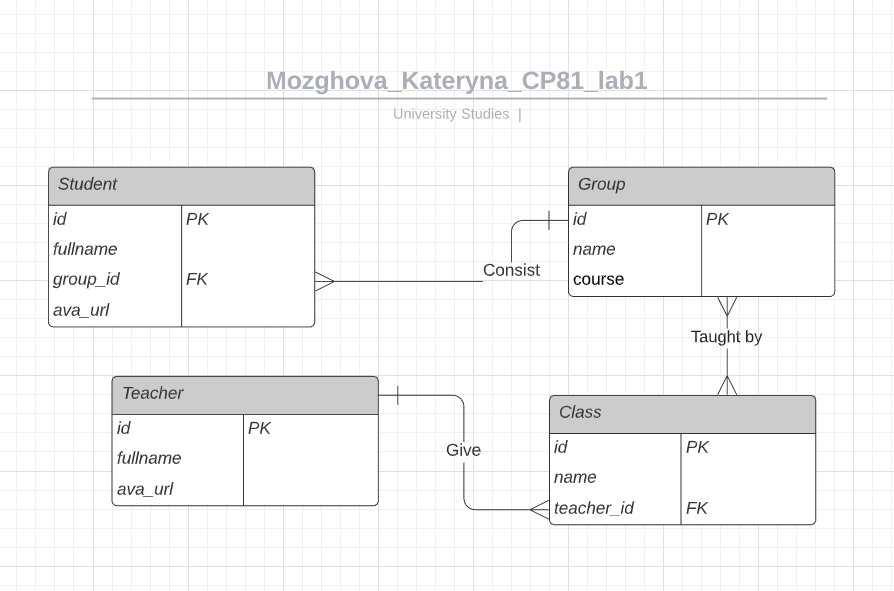 Mozghova_Kateryna_CP81_lab1
University Studies |
Student
id PK
fullname
group_id FK
ava_url
Group
id PK
name
course
Consist
Taught by
Teacher
id PK
fullname
ava_url
Give
Class
id PK
name
teacher_id FK